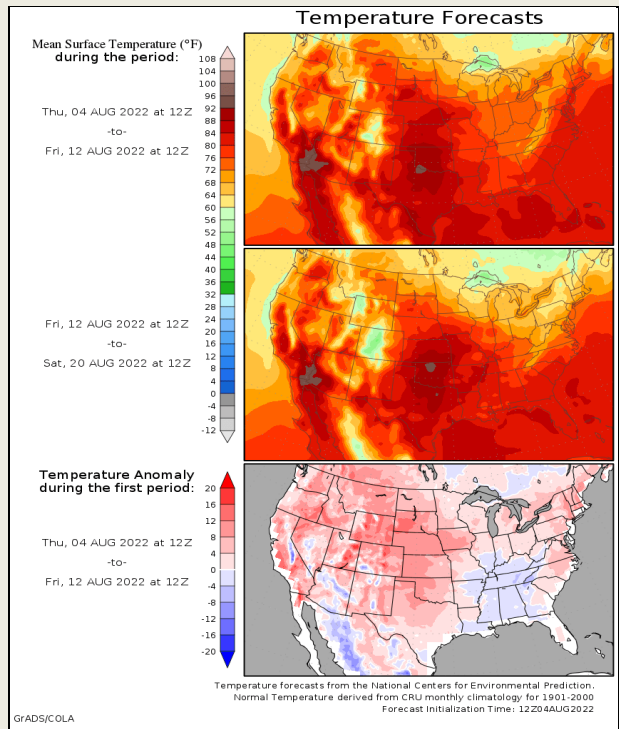 Temperature Forecasts
Mean Surface Temperature (°F)
during the period:
108
104
100
96
92
88
84
80
76
72
68
64
60
56
52
48
44
40
36
32
28
24
20
16
12
8
4
0
-4
-8
-12
Thu, 04 AUG 2022 at 12Z
-to-
Fri, 12 AUG 2022 at 12Z
Fri, 12 AUG 2022 at 12Z
-to-
Sat, 20 AUG 2022 at 12Z
Temperature Anomaly
during the first period:
20
16
12
8
4
0
-4
-8
-12
-16
-20
Thu, 04 AUG 2022 at 12Z
-to-
Fri, 12 AUG 2022 at 12Z
Temperature forecasts from the National Centers for Environmental Prediction.
Normal Temperature derived from CRU monthly climatology for 1901-2000
Forecast Initialization Time: 12Z04AUG2022
GrADS/COLA